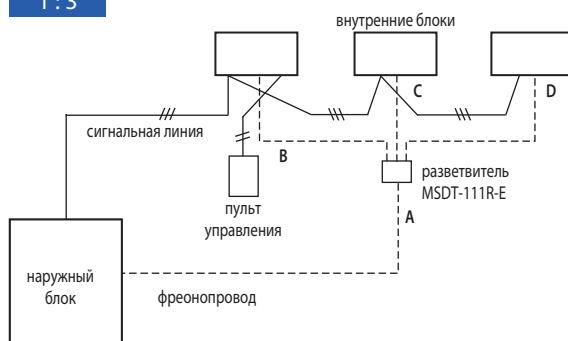 1 : 3
внутренние блоки
C
D
сигнальная линия
B
разветвитель
MSDT-111R-E
пульт
управления
A
наружный
блок
фреонопровод